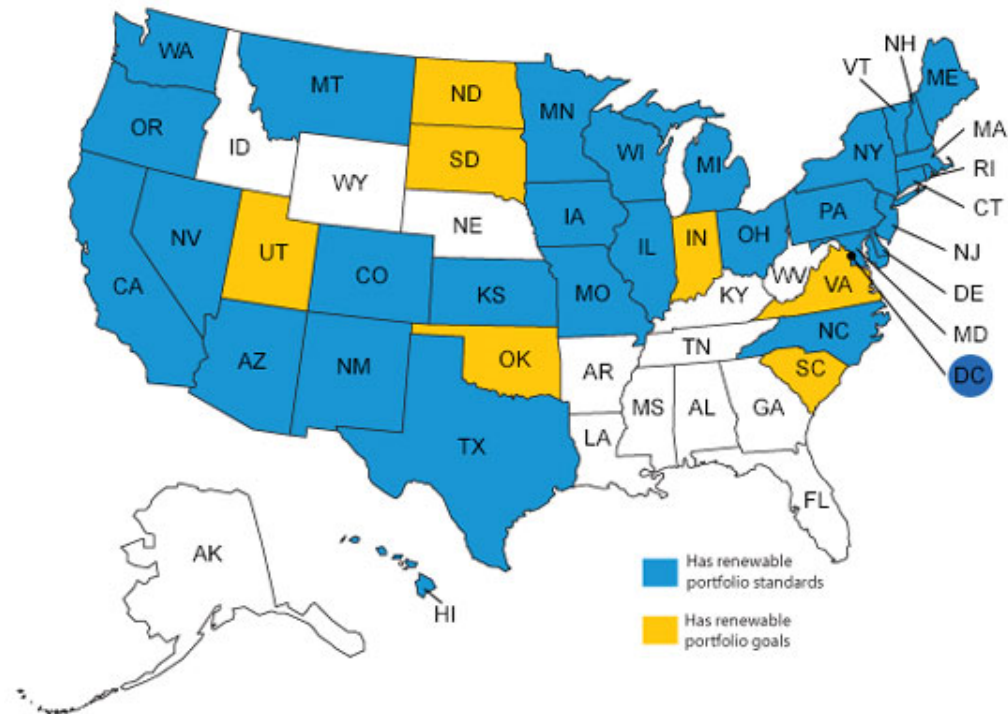 WA
MT
ND
MN
NH
VT
ME
OR
ID
SD
WI
MI
NY
MA
RI
WY
CT
IA
PA
NE
NV
UT
CO
IL
IN
OH
NJ
CA
KS
MO
WV
VA
DE
KY
MD
NC
AZ
NM
OK
TN
DC
AR
SC
TX
MS
AL
GA
LA
FL
AK
HI
Has renewable
portfolio standards
Has renewable
portfolio goals